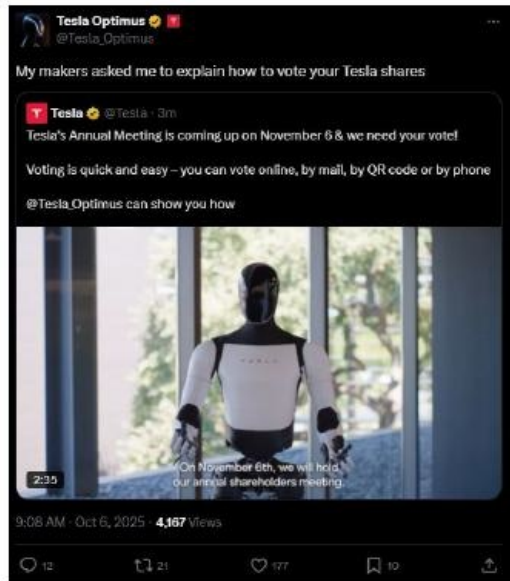 Tesla Optimus
@Tesla_Optimus
My makers asked me to explain how to vote your Tesla shares
Tesla @Tesla · 3m
Tesla's Annual Meeting is coming up on November 6 & we need your vote!
Voting is quick and easy – you can vote online, by mail, by QR code or by phone
@Tesla_Optimus can show you how
TESLA
On November 6th, we will hold
our annual shareholders meeting.
2:35
9:08 AM · Oct 6, 2025 · 4,167 Views
12 21 177 10